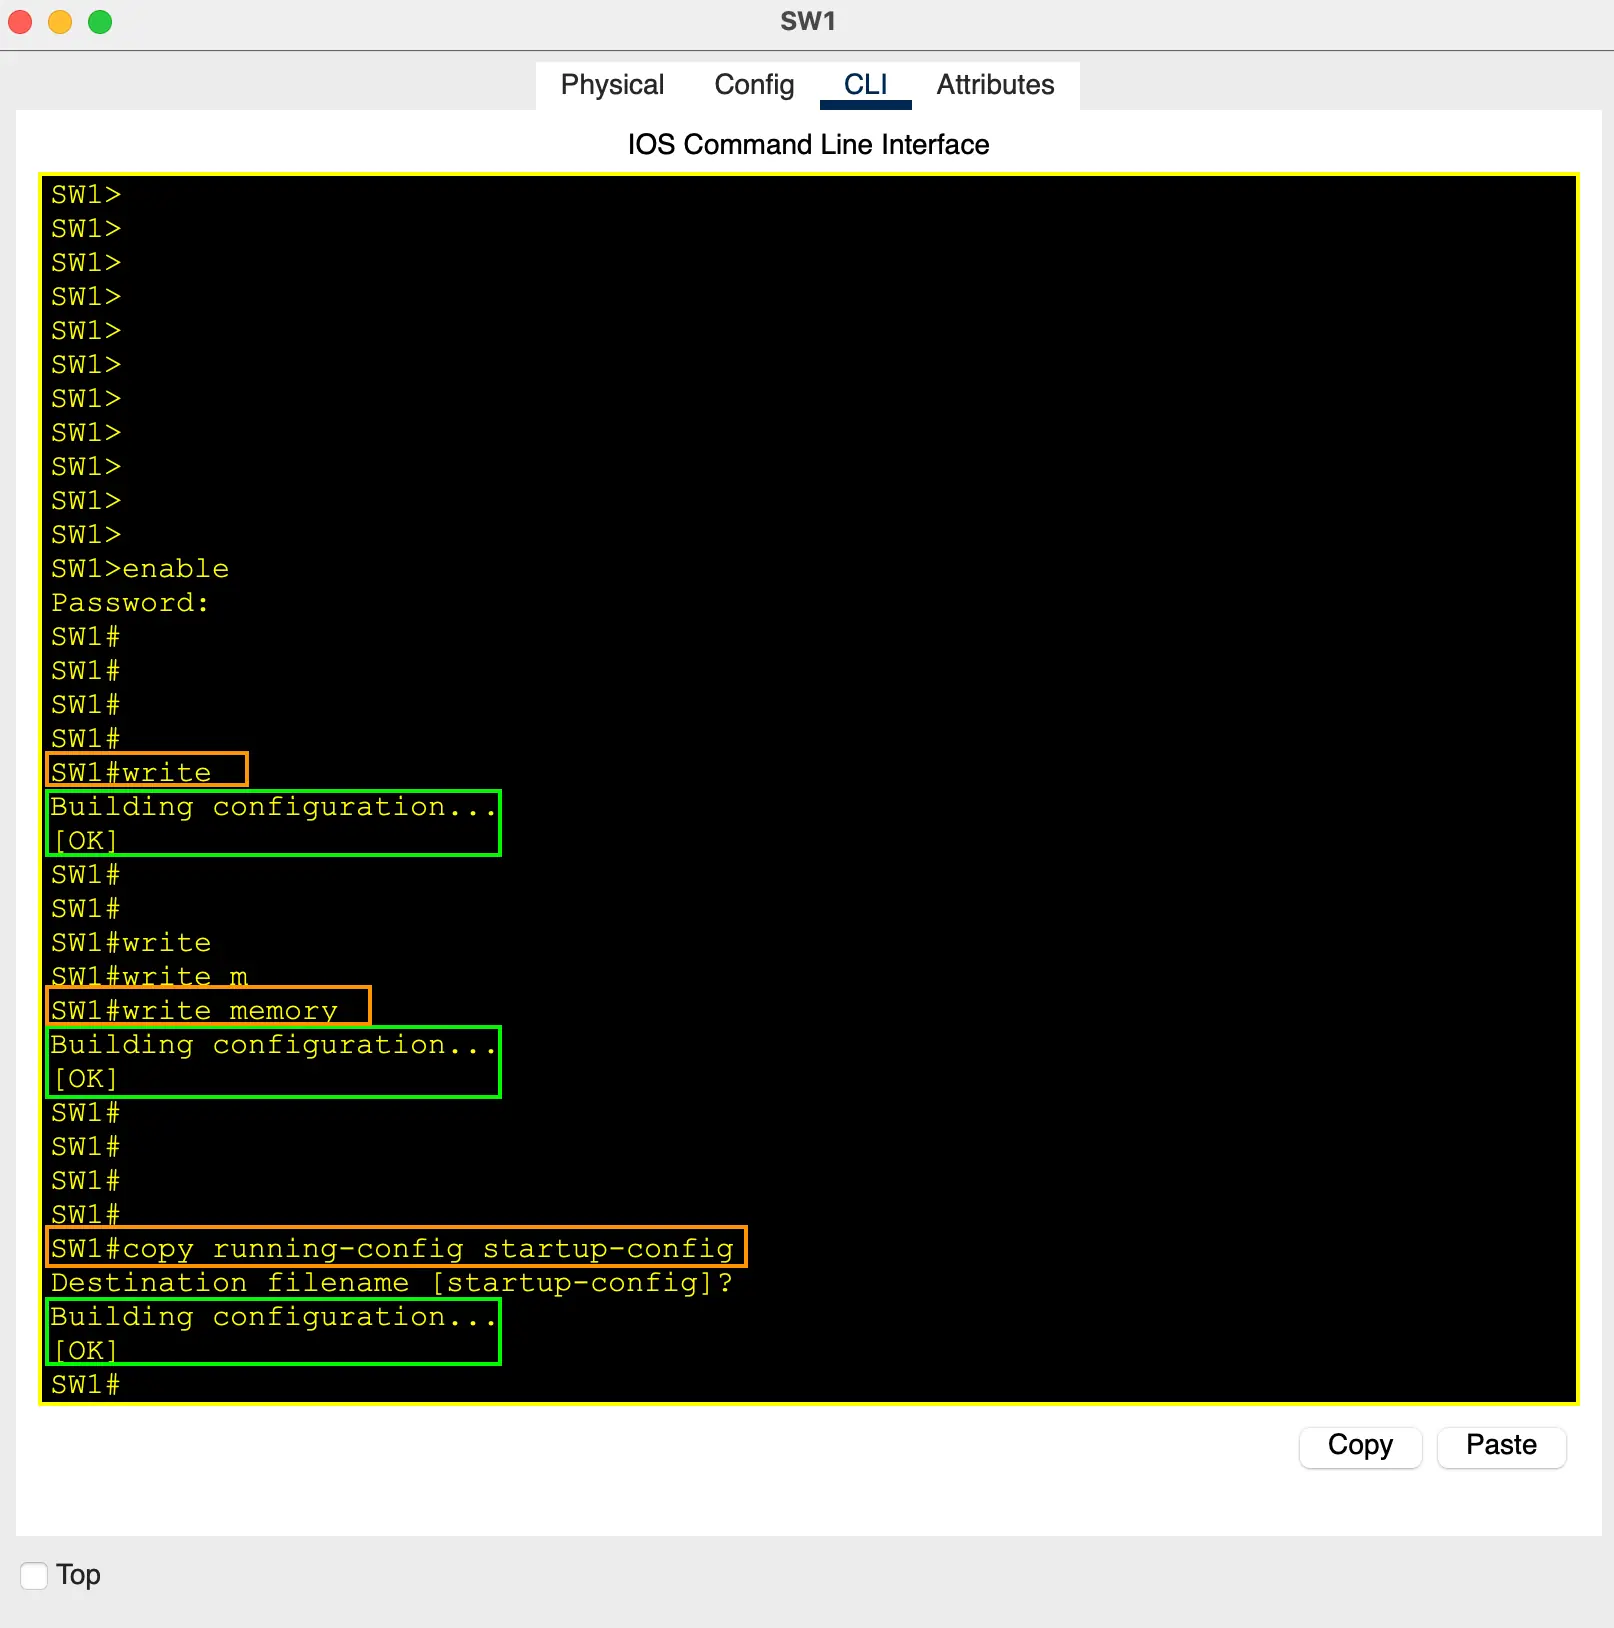 SW1
Physical Config CLI Attributes
IOS Command Line Interface
SW1>
SW1>
SW1>
SW1>
SW1>
SW1>
SW1>
SW1>
SW1>
SW1>
SW1>
SW1>enable
Password:
SW1#
SW1#
SW1#
SW1#
SW1#write
Building configuration...
[OK]
SW1#
SW1#
SW1#write
SW1#write m
SW1#write memory
Building configuration...
[OK]
SW1#
SW1#
SW1#
SW1#
SW1#copy running-config startup-config
Destination filename [startup-config]?
Building configuration...
[OK]
SW1#
Copy Paste
Top